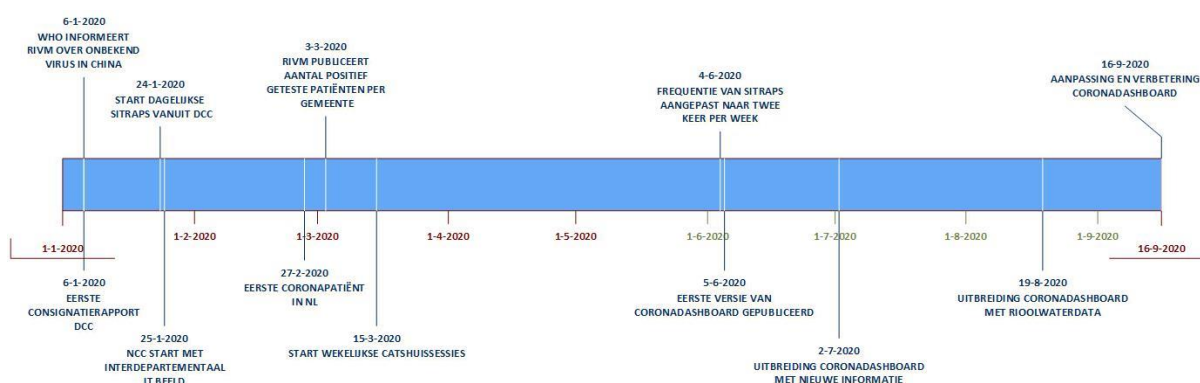 6-1-2020
WHO INFORMEERT
RIVM OVER ONBEKEND
VIRUS IN CHINA
24-1-2020
START DAGELIJKSE
SITRAPS VANUIT DCC
3-3-2020
RIVM PUBLICEERT
AANTAL POSITIEF
GETESTE PATIËNTEN PER
GEMEENTE
4-6-2020
FREQUENTIE VAN SITRAPS
AANGEPAST NAAR TWEE
KEER PER WEEK
16-9-2020
AANPASSING EN VERBETERING
CORONADASHBOARD
1-1-2020
1-2-2020
1-3-2020
1-4-2020
1-5-2020
1-6-2020
1-7-2020
1-8-2020
1-9-2020
16-9-2020
6-1-2020
EERSTE
CONSIGNATIERAPPORT
DCC
25-1-2020
NCC START MET
INTERDEPARTEMENTAAL
IT BEELD
27-2-2020
EERSTE CORONAPATIËNT
IN NL
15-3-2020
START WEKELIJKSE CATSHUISSESSIES
5-6-2020
EERSTE VERSIE VAN
CORONADASHBOARD GEPUBLICEERD
2-7-2020
UITBREIDING CORONADASHBOARD
MET NIEUWE INFORMATIE
19-8-2020
UITBREIDING CORONADASHBOARD
MET RIOOLWATERDATA